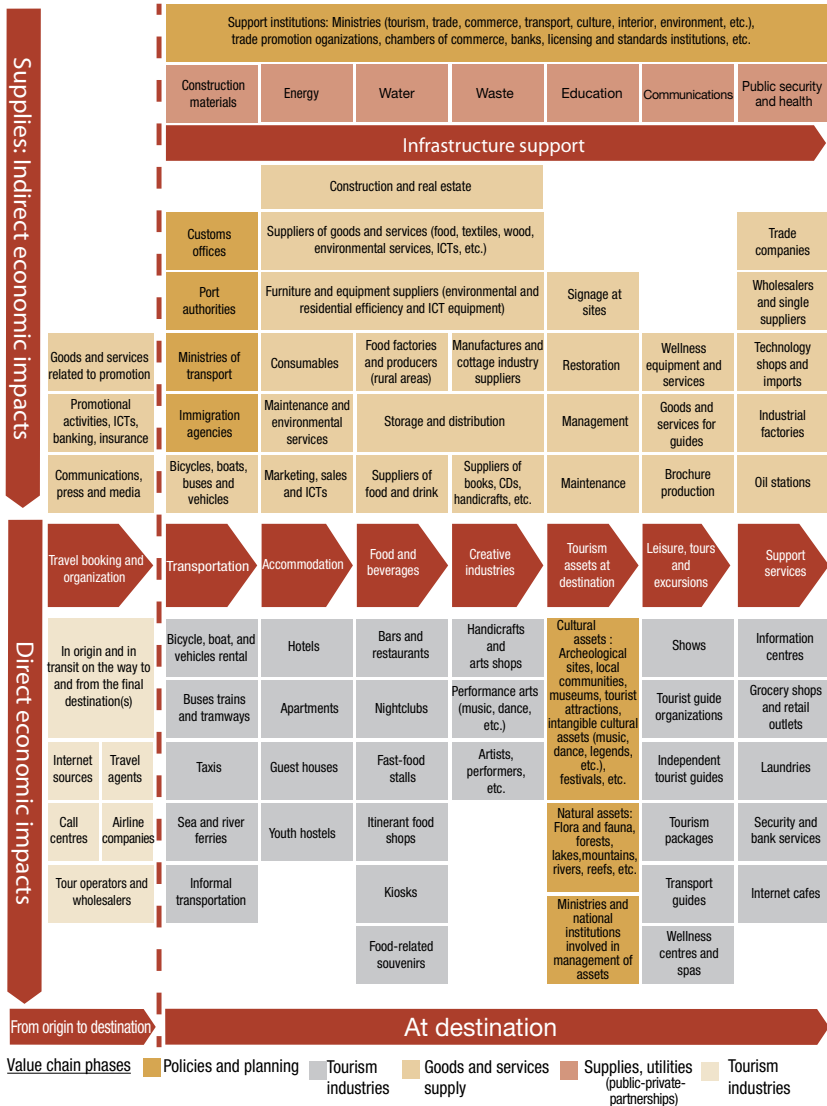 Support institutions: Ministries (tourism, trade, commerce, transport, culture, interior, environment, etc.),
trade promotion oganizations, chambers of commerce, banks, licensing and standards institutions, etc.
Supplies: Indirect economic impacts
Construction
materials
Energy
Water
Waste
Education
Communications
Public security
and health
Infrastructure support
Construction and real estate
Customs
offices
Suppliers of goods and services (food, textiles, wood,
environmental services, ICTs, etc.)
Trade
companies
Port
authorities
Furniture and equipment suppliers (environmental and
residential efficiency and ICT equipment)
Signage at
sites
Wholesalers
and single
suppliers
Goods and services
related to promotion
Ministries of
transport
Consumables
Food factories
and producers
(rural areas)
Manufactures and
cottage industry
suppliers
Restoration
Wellness
equipment and
services
Technology
shops and
imports
Promotional
activities, ICTs,
banking, insurance
Immigration
agencies
Maintenance and
environmental
services
Storage and distribution
Management
Goods and
services for
guides
Industrial
factories
Communications,
press and media
Bicycles, boats,
buses and
vehicles
Marketing, sales
and ICTs
Suppliers of
food and drink
Suppliers of
books, CDs,
handicrafts, etc.
Maintenance
Brochure
production
Oil stations
Direct economic impacts
Travel booking and
organization
Transportation
Accommodation
Food and
beverages
Creative
industries
Tourism
assets at
destination
Leisure, tours
and
excursions
Support
services
In origin and in
transit on the way to
and from the final
destination(s)
Internet
sources
Travel
agents
Call
centres
Airline
companies
Tour operators and
wholesalers
Bicycle, boat, and
vehicles rental
Buses trains
and tramways
Taxis
Sea and river
ferries
Informal
transportation
Hotels
Apartments
Guest houses
Youth hostels
Bars and
restaurants
Nightclubs
Fast-food
stalls
Itinerant food
shops
Kiosks
Food-related
souvenirs
Handicrafts
and
arts shops
Performance arts
(music, dance,
etc.)
Artists,
performers,
etc.
Cultural
assets :
Archeological
sites, local
communities,
museums, tourist
attractions,
intangible cultural
assets (music,
dance, legends,
etc.),
festivals, etc.
Natural assets:
Flora and fauna,
forests,
lakes,mountains,
rivers, reefs, etc.
Ministries and
national
institutions
involved in
management of
assets
Shows
Tourist guide
organizations
Independent
tourist guides
Tourism
packages
Transport
guides
Wellness
centres and
spas
Information
centres
Grocery shops
and retail
outlets
Laundries
Security and
bank services
Internet cafes
From origin to destination
At destination
Value chain phases
Policies and planning
Tourism
industries
Goods and services
supply
Supplies, utilities
(public-private-
partnerships)
Tourism
industries